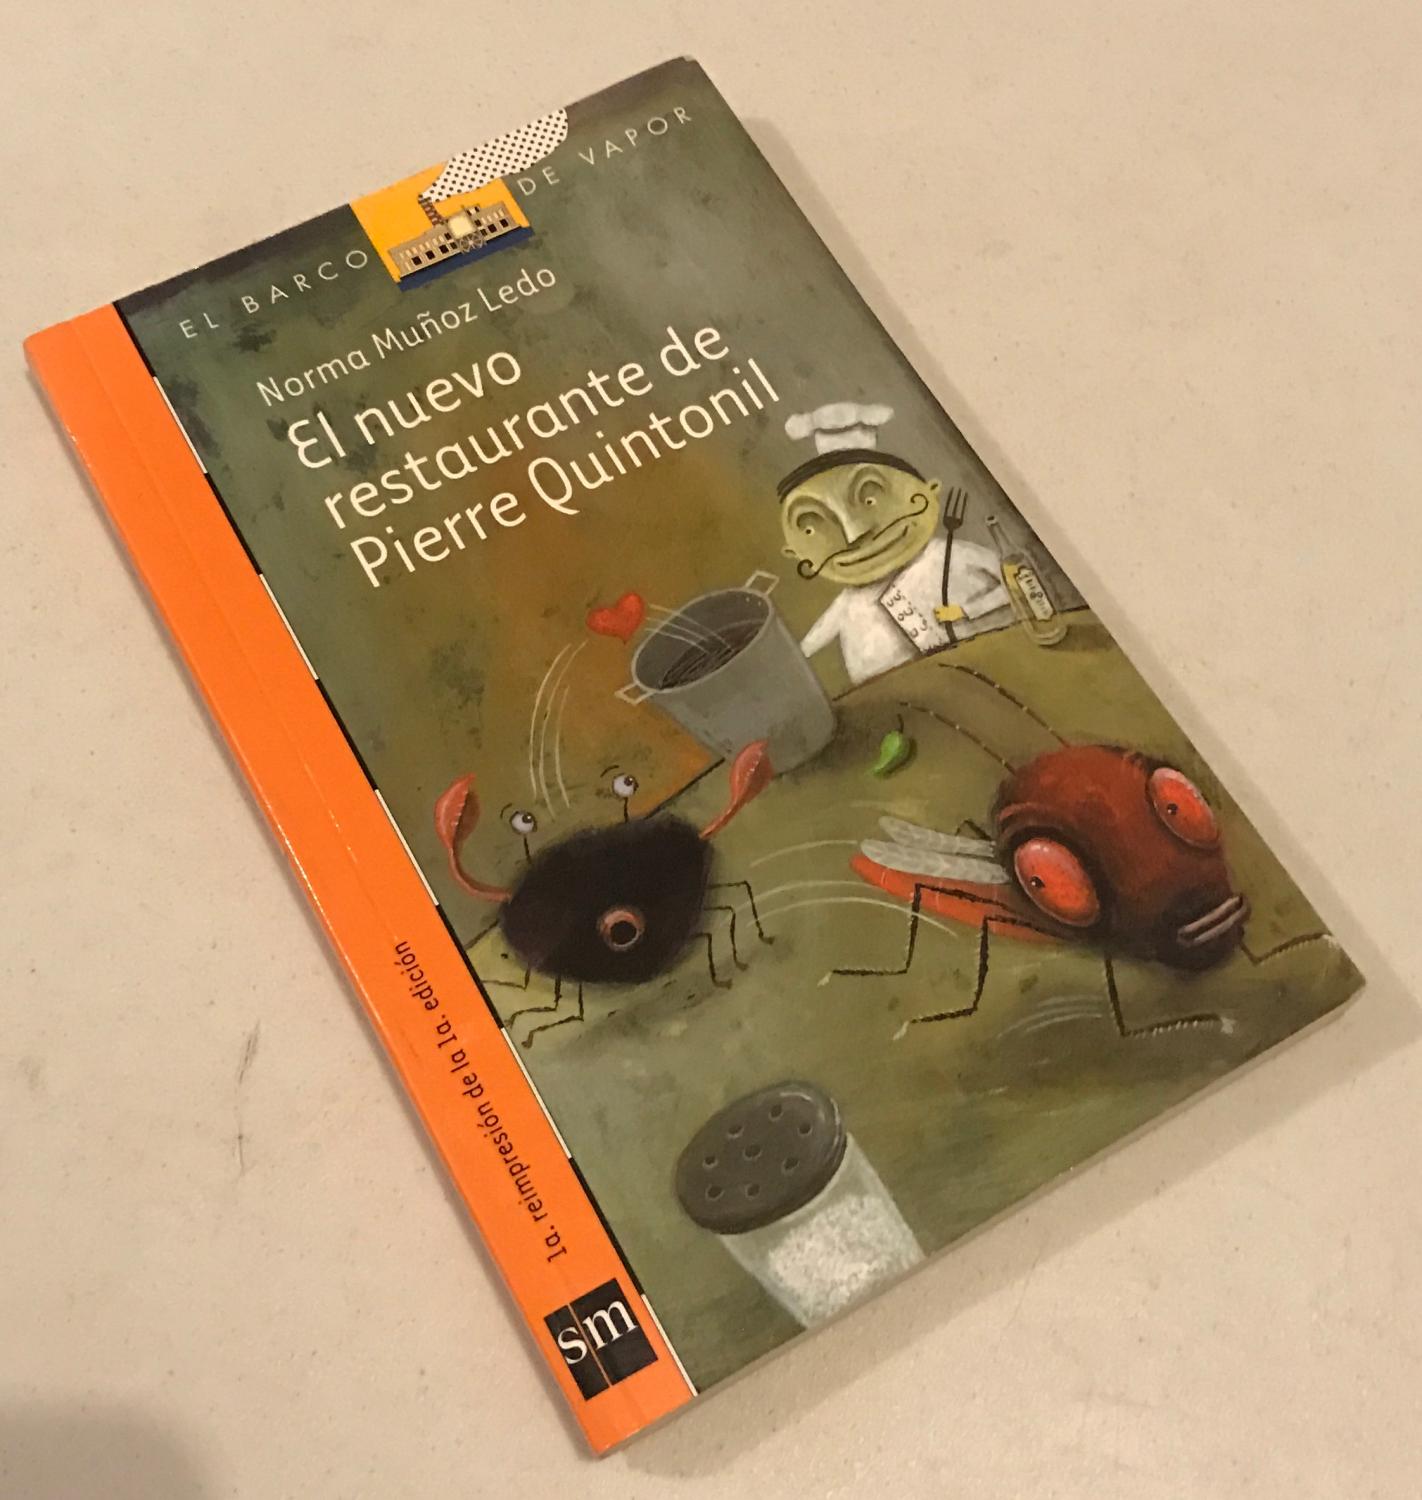 EL BARCO DE VAPOR
Norma Muñoz Ledo
El nuevo
restaurante de
Pierre Quintonil
1a. reimpresión de la 1a. edición
sm